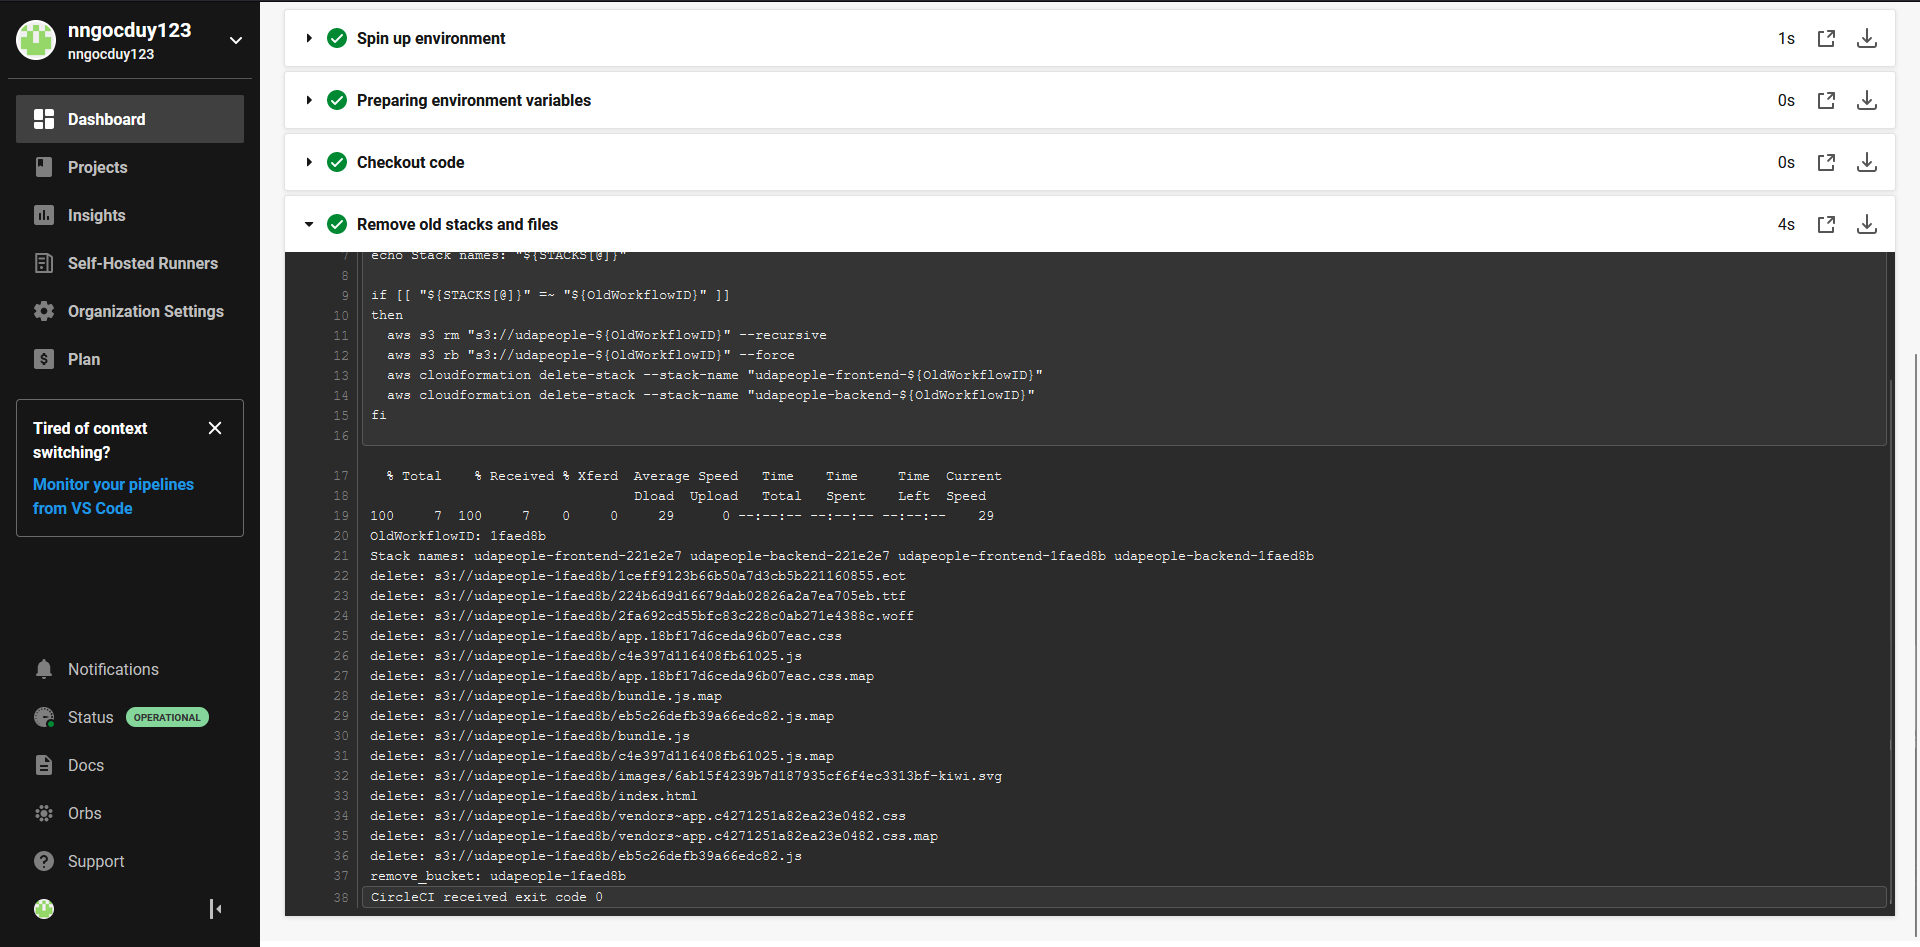 nngocduy123
nngocduy123
Dashboard
Projects
Insights
Self-Hosted Runners
Organization Settings
Plan
Tired of context
switching?
Monitor your pipelines
from VS Code
Notifications
Status OPERATIONAL
Docs
Orbs
Support
Spin up environment 1s
Preparing environment variables 0s
Checkout code 0s
Remove old stacks and files 4s
7 echo Stack names: "${STACKS[@]}"
8
9 if [[ "${STACKS[@]}" =~ "${OldWorkflowID}" ]]
10 then
11 aws s3 rm "s3://udapeople-${OldWorkflowID}" --recursive
12 aws s3 rb "s3://udapeople-${OldWorkflowID}" --force
13 aws cloudformation delete-stack --stack-name "udapeople-frontend-${OldWorkflowID}"
14 aws cloudformation delete-stack --stack-name "udapeople-backend-${OldWorkflowID}"
15 fi
16
17 % Total % Received % Xferd Average Speed Time Time Time Current
18 Dload Upload Total Spent Left Speed
19 100 7 100 7 0 0 29 0 --:--:-- --:--:-- --:--:-- 29
20 OldWorkflowID: 1faed8b
21 Stack names: udapeople-frontend-221e2e7 udapeople-backend-221e2e7 udapeople-frontend-1faed8b udapeople-backend-1faed8b
22 delete: s3://udapeople-1faed8b/1ceff9123b66b50a7d3cb5b221160855.eot
23 delete: s3://udapeople-1faed8b/224b6d9d16679dab02826a2a7ea705eb.ttf
24 delete: s3://udapeople-1faed8b/2fa692cd55bfc83c228c0ab271e4388c.woff
25 delete: s3://udapeople-1faed8b/app.18bf17d6ceda96b07eac.css
26 delete: s3://udapeople-1faed8b/c4e397d116408fb61025.js
27 delete: s3://udapeople-1faed8b/app.18bf17d6ceda96b07eac.css.map
28 delete: s3://udapeople-1faed8b/bundle.js.map
29 delete: s3://udapeople-1faed8b/eb5c26defb39a66edc82.js.map
30 delete: s3://udapeople-1faed8b/bundle.js
31 delete: s3://udapeople-1faed8b/c4e397d116408fb61025.js.map
32 delete: s3://udapeople-1faed8b/images/6ab15f4239b7d187935cf6f4ec3313bf-kiwi.svg
33 delete: s3://udapeople-1faed8b/index.html
34 delete: s3://udapeople-1faed8b/vendors~app.c4271251a82ea23e0482.css
35 delete: s3://udapeople-1faed8b/vendors~app.c4271251a82ea23e0482.css.map
36 delete: s3://udapeople-1faed8b/eb5c26defb39a66edc82.js
37 remove_bucket: udapeople-1faed8b
38 CircleCI received exit code 0